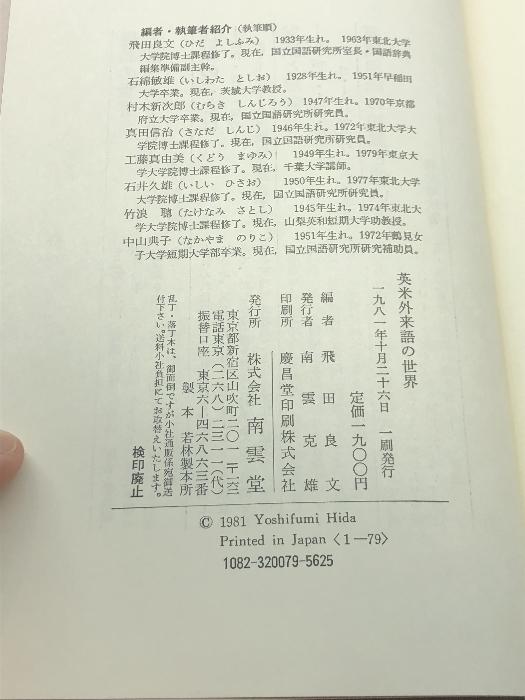 編者・執筆者紹介（執筆順）
飛田良文（ひだ　よしふみ）　1933年生れ。1963年東北大学
大学院博士課程修了。現在，国立国語研究所室長・国語辞典
編集準備副主幹。
石綿敏雄（いしわた　としお）　1928年生れ。1951年早稲田
大学卒業。現在，茨城大学教授。
村木新次郎（むらき　しんじろう）1947年生れ。1970年京都
府立大学卒業。現在，国立国語研究所研究員。
真田信治（さなだ　しんじ）1946年生れ。1972年東北大学大
学院博士課程修了。現在，国立国語研究所研究員。
工藤真由美（くどう　まゆみ）　1949年生れ。1979年東京大
学大学院博士課程修了。現在，千葉大学講師。
石井久雄（いしい　ひさお）　1950年生れ。1977年東北大学
大学院博士課程修了。現在，国立国語研究所研究員。
竹浪　聰（たけなみ　さとし）　1945年生れ。1974年東北大
学大学院博士課程修了。現在，山梨英和短期大学助教授。
中山典子（なかやま　のりこ）　1951年生れ。1972年鶴見女
子大学短期大学部卒業。現在，国立国語研究所研究補助員。
英米外来語の世界
一九八一年十月二十六日　一刷発行
定価一九〇〇円
編者　飛田良文
発行者　南雲克雄
印刷所　慶昌堂印刷株式会社
発行所　株式会社　南雲堂
東京都新宿区山吹町二〇一　〒一六二
電話東京（二六八）二三一一（代）
振替口座　東京六―四六八六三番
製本　若林製本所
乱丁・落丁本は、御面倒ですが小社通販係宛御送
付下さい。送料小社負担にてお取替えいたします。
検印廃止
© 1981 Yoshifumi Hida
Printed in Japan 〈1―79〉
1082-320079-5625